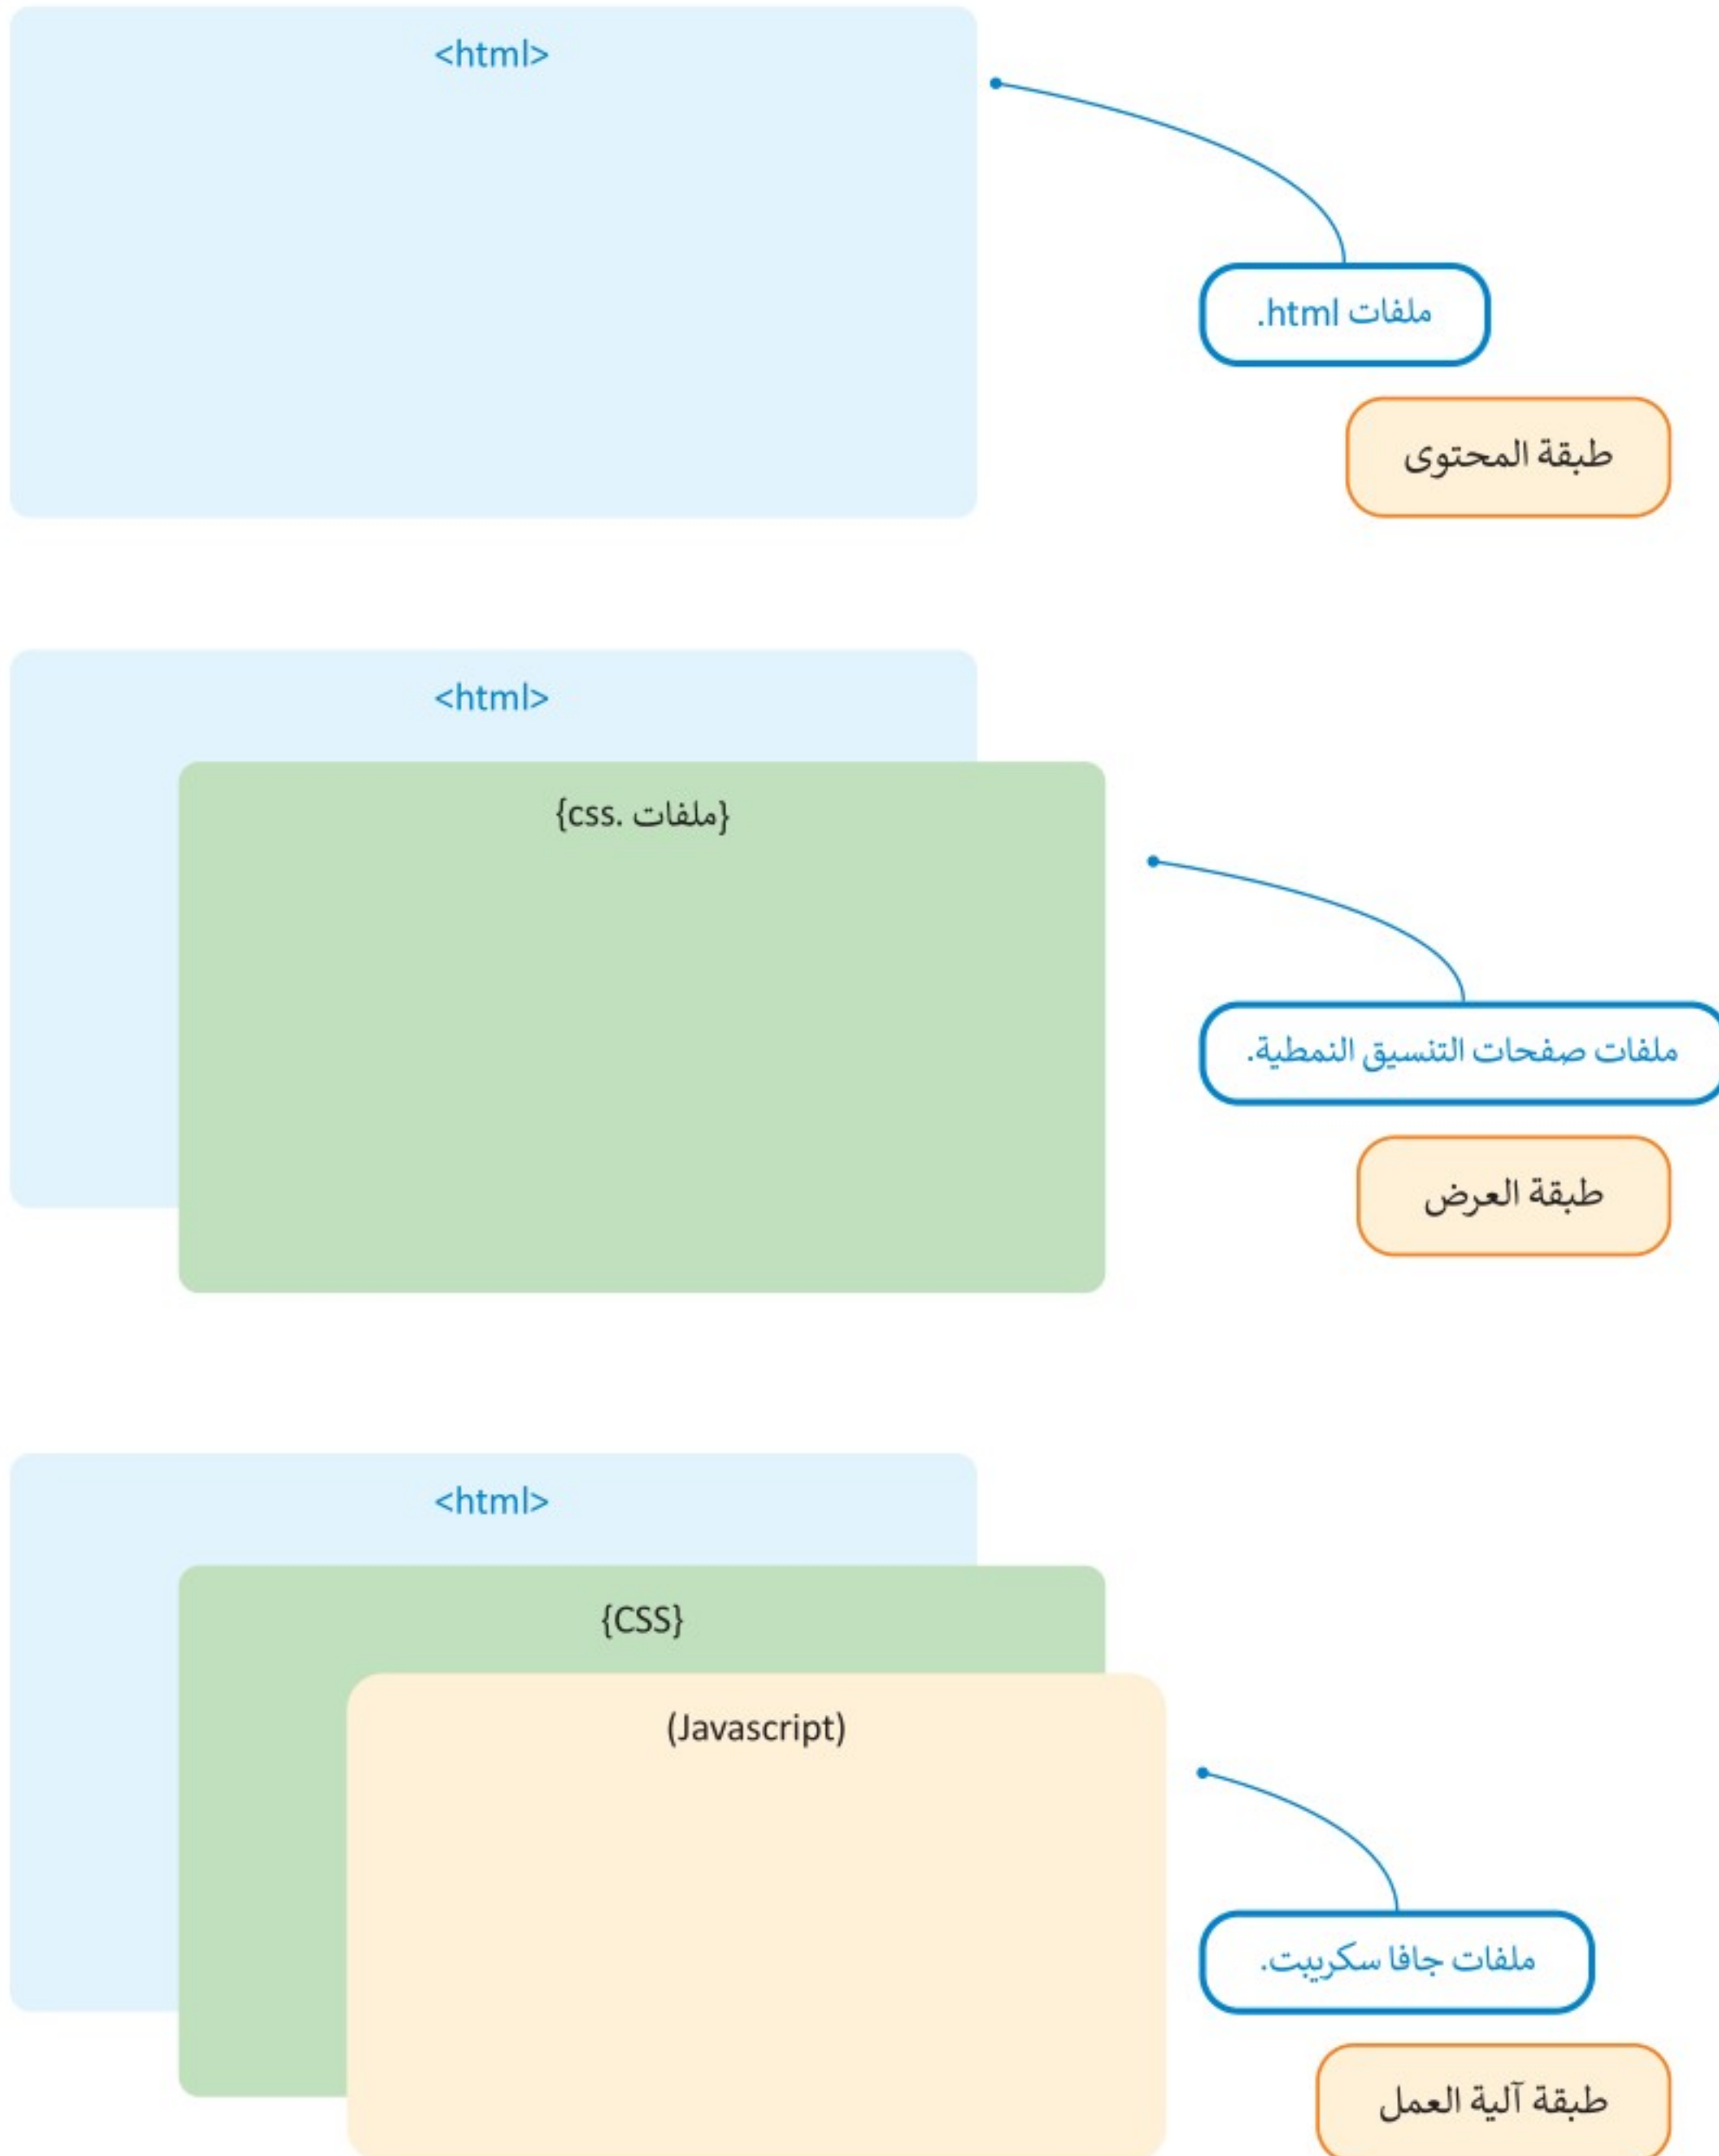 <html>
ملفات html.
طبقة المحتوى
<html>
{ملفات .css}
ملفات صفحات التنسيق النمطية.
طبقة العرض
<html>
{CSS}
(Javascript)
ملفات جافا سكريبت.
طبقة آلية العمل